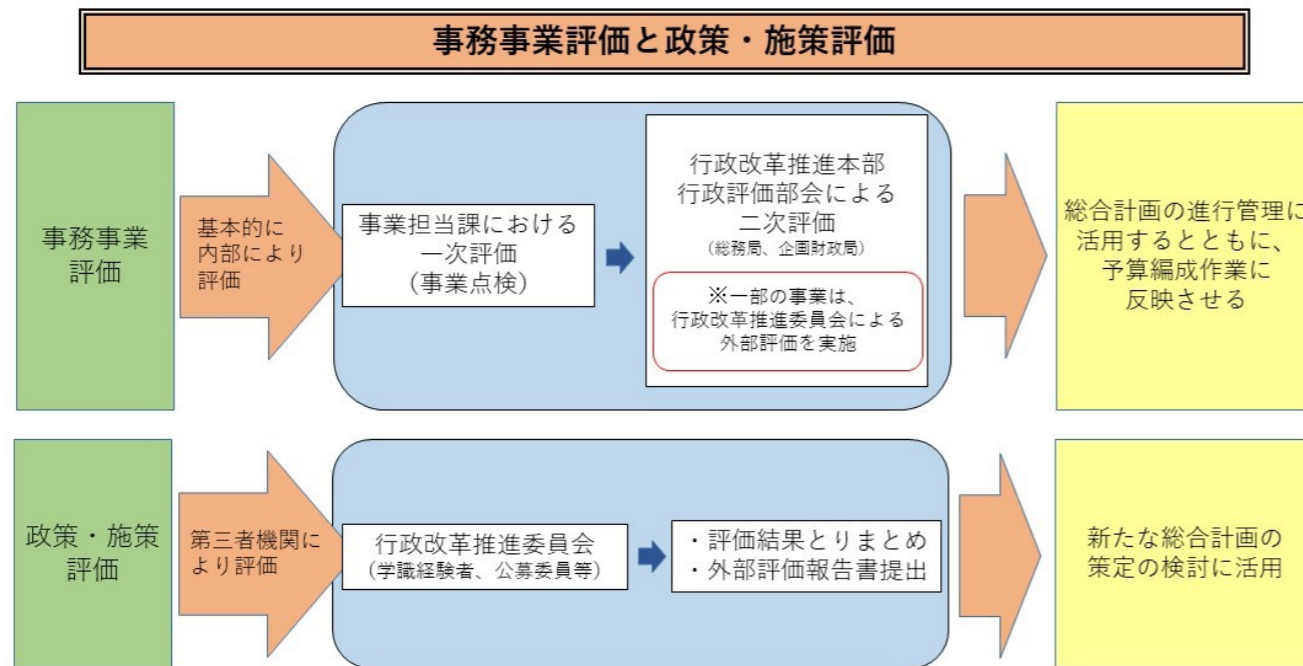 事務事業評価と政策・施策評価
事務事業
評価
基本的に
内部により
評価
事業担当課における
一次評価
(事業点検)
行政改革推進本部
行政評価部会による
二次評価
(総務局、企画財政局)
※一部の事業は、
行政改革推進委員会による
外部評価を実施
総合計画の進行管理に
活用するとともに、
予算編成作業に
反映させる
政策・施策
評価
第三者機関に
より評価
行政改革推進委員会
(学識経験者、公募委員等)
・評価結果とりまとめ
・外部評価報告書提出
新たな総合計画の
策定の検討に活用